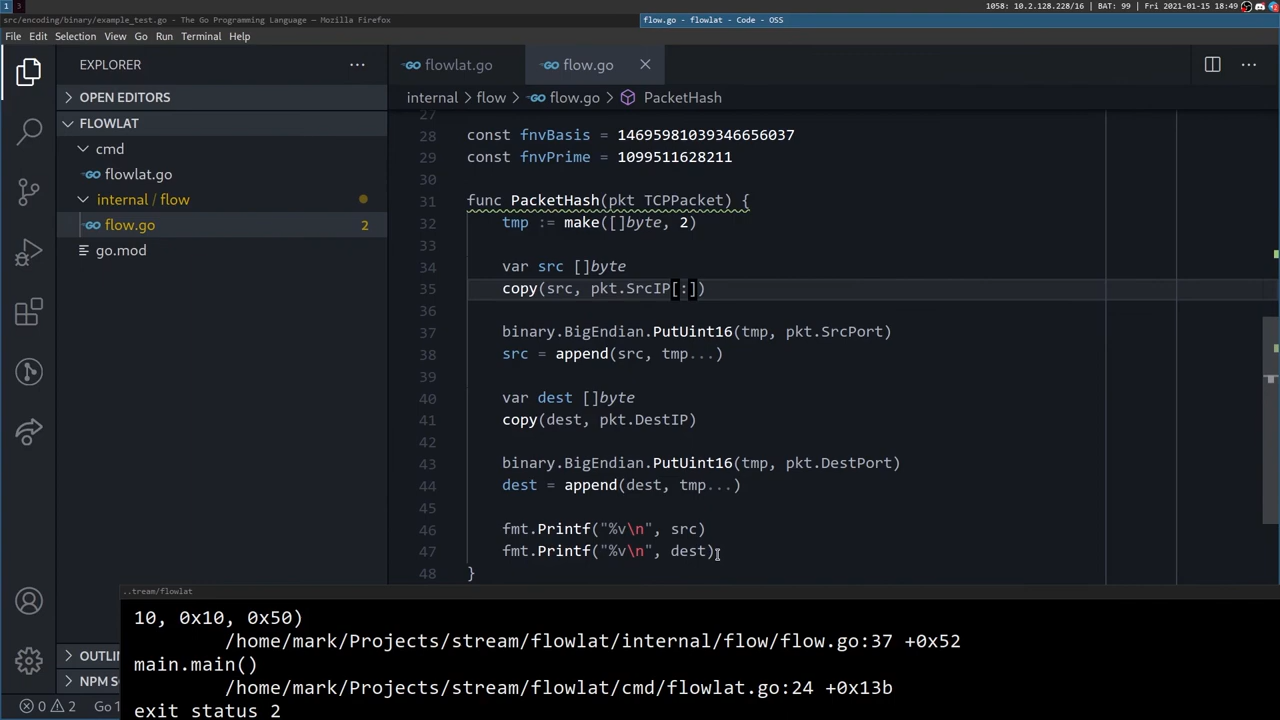 1 3 1058: 10.2.128.228/16 | BAT: 99 | Fri 2021-01-15 18:49
src/encoding/binary/example_test.go - The Go Programming Language — Mozilla Firefox
flow.go - flowlat - Code - OSS
File Edit Selection View Go Run Terminal Help
EXPLORER
OPEN EDITORS
FLOWLAT
cmd
flowlat.go
internal / flow
flow.go 2
go.mod
OUTLIN
NPM S
0 2 Go 1
flowlat.go flow.go
internal > flow > flow.go > PacketHash
27
28 const fnvBasis = 14695981039346656037
29 const fnvPrime = 1099511628211
30
31 func PacketHash(pkt TCPPacket) {
32 tmp := make([]byte, 2)
33
34 var src []byte
35 copy(src, pkt.SrcIP[:])
36
37 binary.BigEndian.PutUint16(tmp, pkt.SrcPort)
38 src = append(src, tmp...)
39
40 var dest []byte
41 copy(dest, pkt.DestIP)
42
43 binary.BigEndian.PutUint16(tmp, pkt.DestPort)
44 dest = append(dest, tmp...)
45
46 fmt.Printf("%v\n", src)
47 fmt.Printf("%v\n", dest)
48 }
..tream/flowlat
10, 0x10, 0x50)
/home/mark/Projects/stream/flowlat/internal/flow/flow.go:37 +0x52
main.main()
/home/mark/Projects/stream/flowlat/cmd/flowlat.go:24 +0x13b
exit status 2